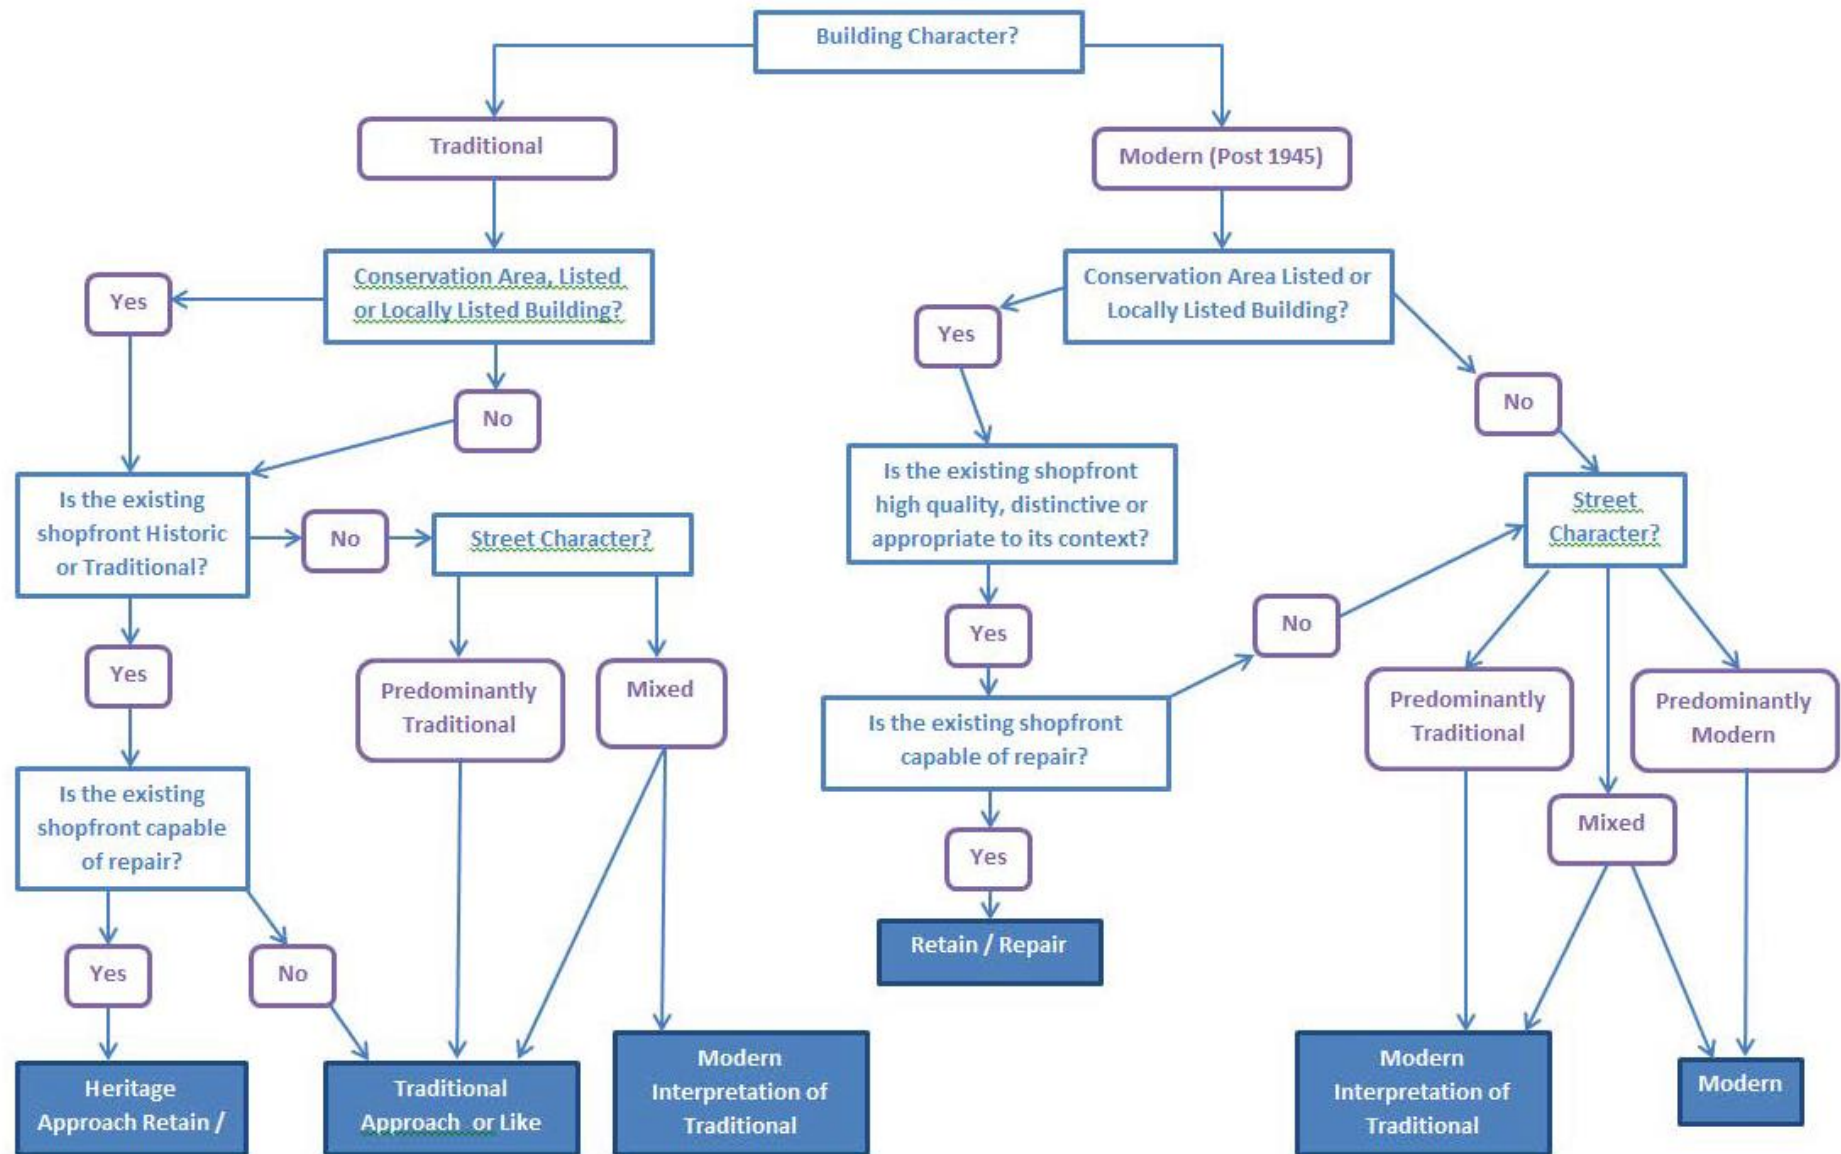 Building Character?
Traditional
Modern (Post 1945)
Conservation Area, Listed
or Locally Listed Building?
Yes
No
Conservation Area Listed or
Locally Listed Building?
Yes
No
Is the existing
shopfront Historic
or Traditional?
No
Street Character?
Is the existing shopfront
high quality, distinctive or
appropriate to its context?
Street
Character?
Yes
Predominantly
Traditional
Mixed
Yes
No
Predominantly
Traditional
Predominantly
Modern
Mixed
Is the existing
shopfront capable
of repair?
Is the existing shopfront
capable of repair?
Yes
Yes
No
Retain / Repair
Heritage
Approach Retain /
Traditional
Approach or Like
Modern
Interpretation of
Traditional
Modern
Interpretation of
Traditional
Modern